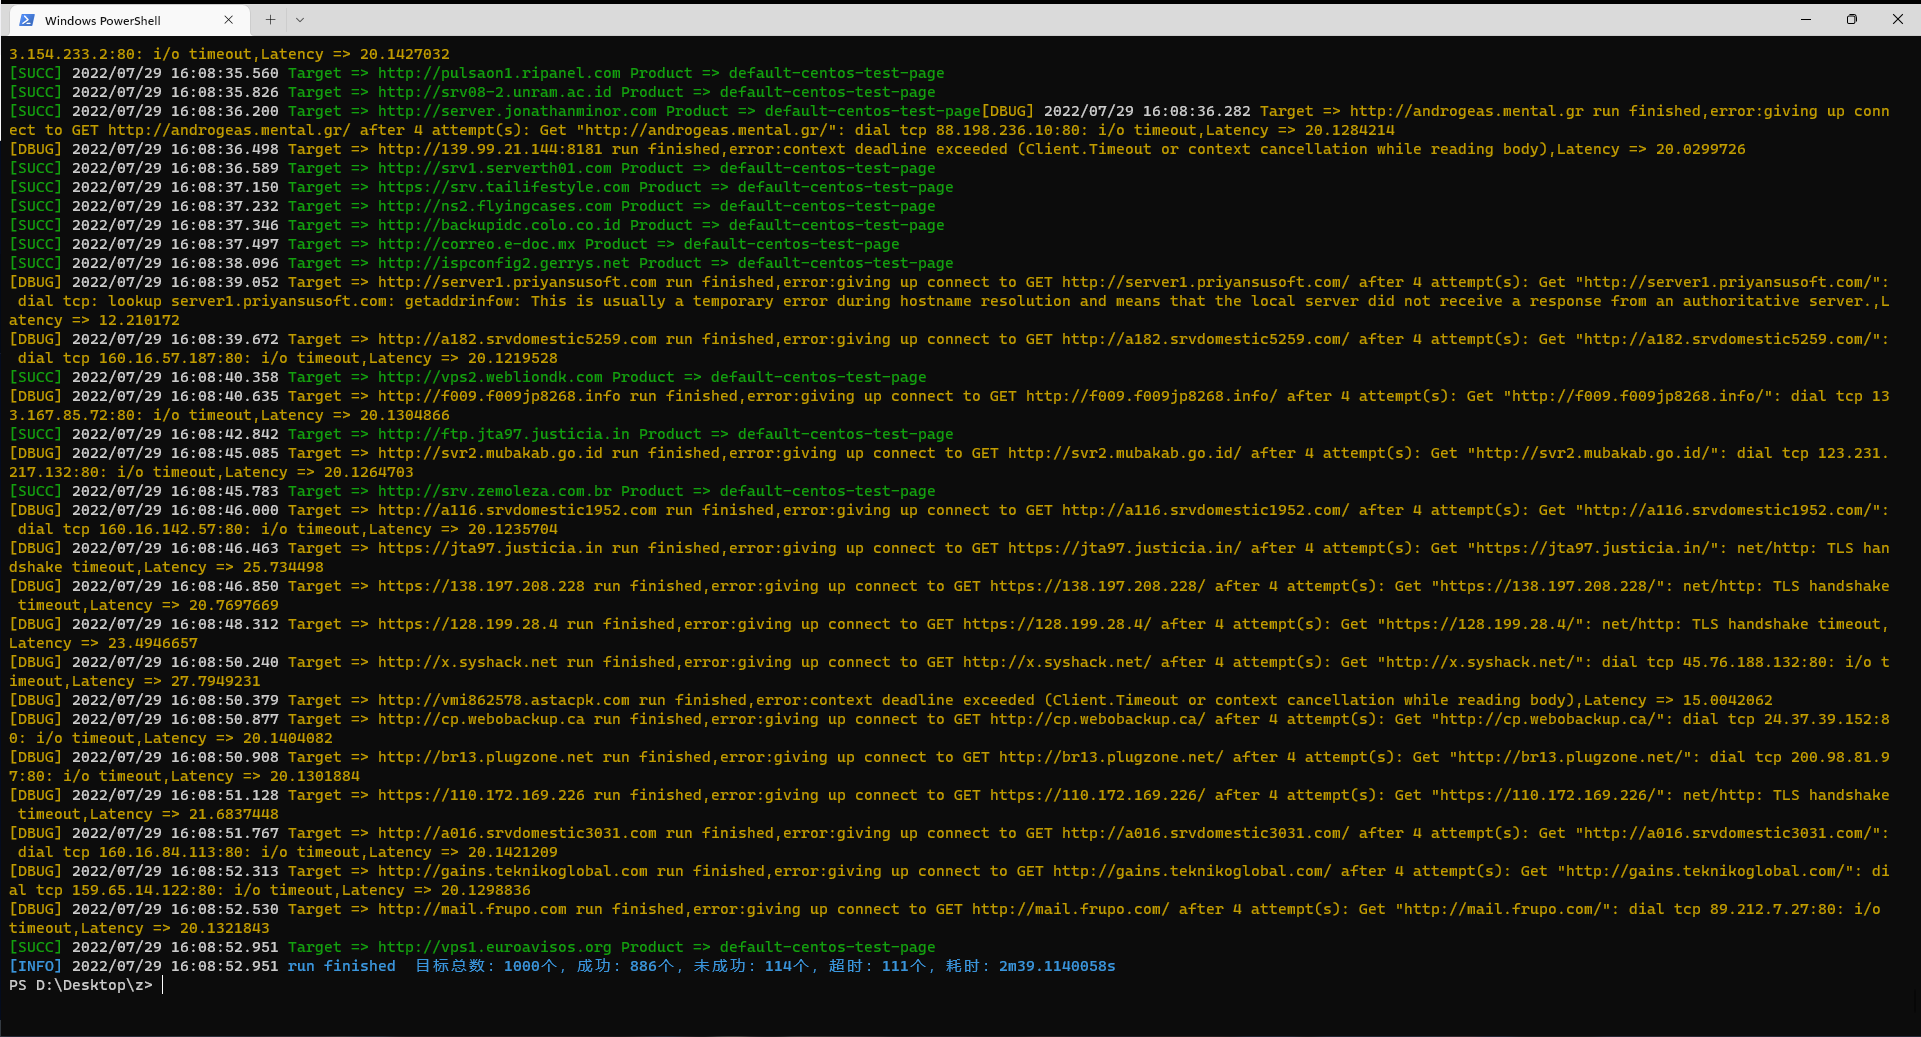 Windows PowerShell
3.154.233.2:80: i/o timeout,Latency => 20.1427032
[SUCC] 2022/07/29 16:08:35.560 Target => http://pulsaon1.ripanel.com Product => default-centos-test-page
[SUCC] 2022/07/29 16:08:35.826 Target => http://srv08-2.unram.ac.id Product => default-centos-test-page
[SUCC] 2022/07/29 16:08:36.200 Target => http://server.jonathanminor.com Product => default-centos-test-page[DBUG] 2022/07/29 16:08:36.282 Target => http://androgeas.mental.gr run finished,error:giving up conn
ect to GET http://androgeas.mental.gr/ after 4 attempt(s): Get "http://androgeas.mental.gr/": dial tcp 88.198.236.10:80: i/o timeout,Latency => 20.1284214
[DBUG] 2022/07/29 16:08:36.498 Target => http://139.99.21.144:8181 run finished,error:context deadline exceeded (Client.Timeout or context cancellation while reading body),Latency => 20.0299726
[SUCC] 2022/07/29 16:08:36.589 Target => http://srv1.serverth01.com Product => default-centos-test-page
[SUCC] 2022/07/29 16:08:37.150 Target => https://srv.tailifestyle.com Product => default-centos-test-page
[SUCC] 2022/07/29 16:08:37.232 Target => http://ns2.flyingcases.com Product => default-centos-test-page
[SUCC] 2022/07/29 16:08:37.346 Target => http://backupidc.colo.co.id Product => default-centos-test-page
[SUCC] 2022/07/29 16:08:37.497 Target => http://correo.e-doc.mx Product => default-centos-test-page
[SUCC] 2022/07/29 16:08:38.096 Target => http://ispconfig2.gerrys.net Product => default-centos-test-page
[DBUG] 2022/07/29 16:08:39.052 Target => http://server1.priyansusoft.com run finished,error:giving up connect to GET http://server1.priyansusoft.com/ after 4 attempt(s): Get "http://server1.priyansusoft.com/":
 dial tcp: lookup server1.priyansusoft.com: getaddrinfow: This is usually a temporary error during hostname resolution and means that the local server did not receive a response from an authoritative server.,L
atency => 12.210172
[DBUG] 2022/07/29 16:08:39.672 Target => http://a182.srvdomestic5259.com run finished,error:giving up connect to GET http://a182.srvdomestic5259.com/ after 4 attempt(s): Get "http://a182.srvdomestic5259.com/":
 dial tcp 160.16.57.187:80: i/o timeout,Latency => 20.1219528
[SUCC] 2022/07/29 16:08:40.358 Target => http://vps2.webliondk.com Product => default-centos-test-page
[DBUG] 2022/07/29 16:08:40.635 Target => http://f009.f009jp8268.info run finished,error:giving up connect to GET http://f009.f009jp8268.info/ after 4 attempt(s): Get "http://f009.f009jp8268.info/": dial tcp 13
3.167.85.72:80: i/o timeout,Latency => 20.1304866
[SUCC] 2022/07/29 16:08:42.842 Target => http://ftp.jta97.justicia.in Product => default-centos-test-page
[DBUG] 2022/07/29 16:08:45.085 Target => http://svr2.mubakab.go.id run finished,error:giving up connect to GET http://svr2.mubakab.go.id/ after 4 attempt(s): Get "http://svr2.mubakab.go.id/": dial tcp 123.231.
217.132:80: i/o timeout,Latency => 20.1264703
[SUCC] 2022/07/29 16:08:45.783 Target => http://srv.zemoleza.com.br Product => default-centos-test-page
[DBUG] 2022/07/29 16:08:46.000 Target => http://a116.srvdomestic1952.com run finished,error:giving up connect to GET http://a116.srvdomestic1952.com/ after 4 attempt(s): Get "http://a116.srvdomestic1952.com/":
 dial tcp 160.16.142.57:80: i/o timeout,Latency => 20.1235704
[DBUG] 2022/07/29 16:08:46.463 Target => https://jta97.justicia.in run finished,error:giving up connect to GET https://jta97.justicia.in/ after 4 attempt(s): Get "https://jta97.justicia.in/": net/http: TLS han
dshake timeout,Latency => 25.734498
[DBUG] 2022/07/29 16:08:46.850 Target => https://138.197.208.228 run finished,error:giving up connect to GET https://138.197.208.228/ after 4 attempt(s): Get "https://138.197.208.228/": net/http: TLS handshake
 timeout,Latency => 20.7697669
[DBUG] 2022/07/29 16:08:48.312 Target => https://128.199.28.4 run finished,error:giving up connect to GET https://128.199.28.4/ after 4 attempt(s): Get "https://128.199.28.4/": net/http: TLS handshake timeout,
Latency => 23.4946657
[DBUG] 2022/07/29 16:08:50.240 Target => http://x.syshack.net run finished,error:giving up connect to GET http://x.syshack.net/ after 4 attempt(s): Get "http://x.syshack.net/": dial tcp 45.76.188.132:80: i/o t
imeout,Latency => 27.7949231
[DBUG] 2022/07/29 16:08:50.379 Target => http://vmi862578.astacpk.com run finished,error:context deadline exceeded (Client.Timeout or context cancellation while reading body),Latency => 15.0042062
[DBUG] 2022/07/29 16:08:50.877 Target => http://cp.webobackup.ca run finished,error:giving up connect to GET http://cp.webobackup.ca/ after 4 attempt(s): Get "http://cp.webobackup.ca/": dial tcp 24.37.39.152:8
0: i/o timeout,Latency => 20.1404082
[DBUG] 2022/07/29 16:08:50.908 Target => http://br13.plugzone.net run finished,error:giving up connect to GET http://br13.plugzone.net/ after 4 attempt(s): Get "http://br13.plugzone.net/": dial tcp 200.98.81.9
7:80: i/o timeout,Latency => 20.1301884
[DBUG] 2022/07/29 16:08:51.128 Target => https://110.172.169.226 run finished,error:giving up connect to GET https://110.172.169.226/ after 4 attempt(s): Get "https://110.172.169.226/": net/http: TLS handshake
 timeout,Latency => 21.6837448
[DBUG] 2022/07/29 16:08:51.767 Target => http://a016.srvdomestic3031.com run finished,error:giving up connect to GET http://a016.srvdomestic3031.com/ after 4 attempt(s): Get "http://a016.srvdomestic3031.com/":
 dial tcp 160.16.84.113:80: i/o timeout,Latency => 20.1421209
[DBUG] 2022/07/29 16:08:52.313 Target => http://gains.teknikoglobal.com run finished,error:giving up connect to GET http://gains.teknikoglobal.com/ after 4 attempt(s): Get "http://gains.teknikoglobal.com/": di
al tcp 159.65.14.122:80: i/o timeout,Latency => 20.1298836
[DBUG] 2022/07/29 16:08:52.530 Target => http://mail.frupo.com run finished,error:giving up connect to GET http://mail.frupo.com/ after 4 attempt(s): Get "http://mail.frupo.com/": dial tcp 89.212.7.27:80: i/o
timeout,Latency => 20.1321843
[SUCC] 2022/07/29 16:08:52.951 Target => http://vps1.euroavisos.org Product => default-centos-test-page
[INFO] 2022/07/29 16:08:52.951 run finished  目标总数: 1000个, 成功: 886个, 未成功: 114个, 超时: 111个, 耗时: 2m39.1140058s
PS D:\Desktop\z>